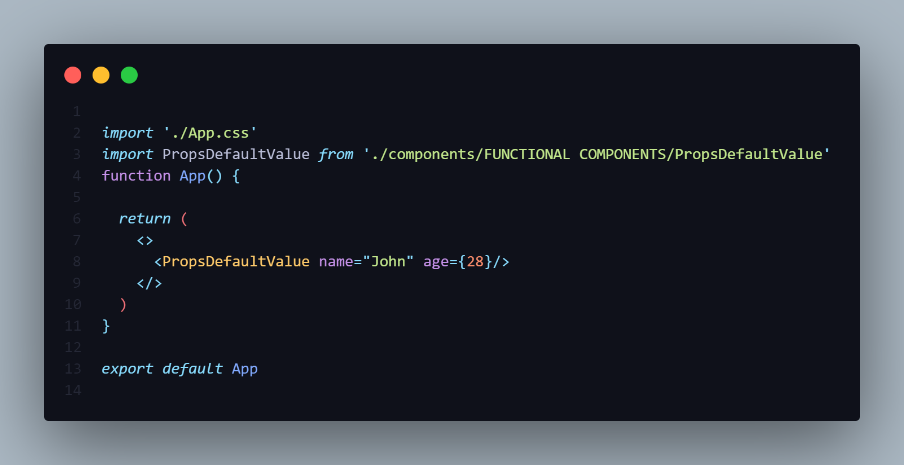 1
2 import './App.css'
3 import PropsDefaultValue from './components/FUNCTIONAL COMPONENTS/PropsDefaultValue'
4 function App() {
5
6   return (
7     <>
8       <PropsDefaultValue name="John" age={28}/>
9     </>
10   )
11 }
12
13 export default App
14